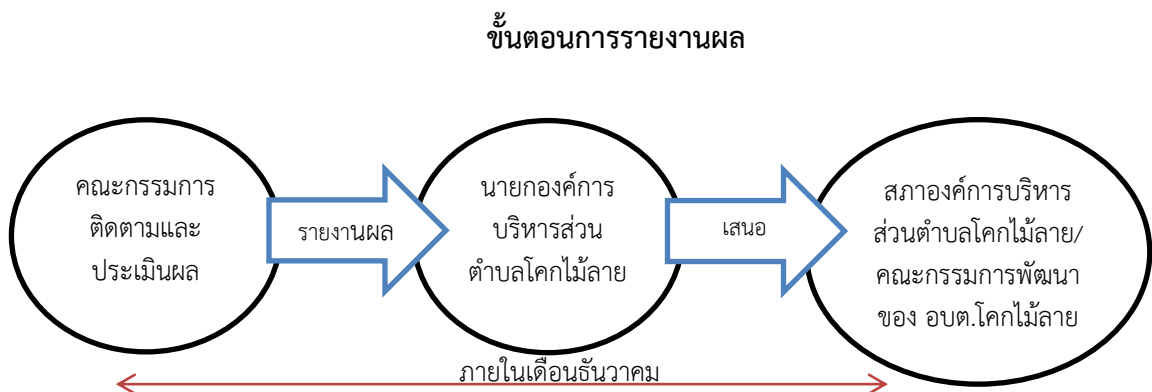 ขั้นตอนการรายงานผล
คณะกรรมการ
ติดตามและ
ประเมินผล
รายงานผล
นายกองค์การ
บริหารส่วน
ตำบลโคกไม้ลาย
เสนอ
สภาองค์การบริหาร
ส่วนตำบลโคกไม้ลาย/
คณะกรรมการพัฒนา
ของ อบต.โคกไม้ลาย
ภายในเดือนธันวาคม